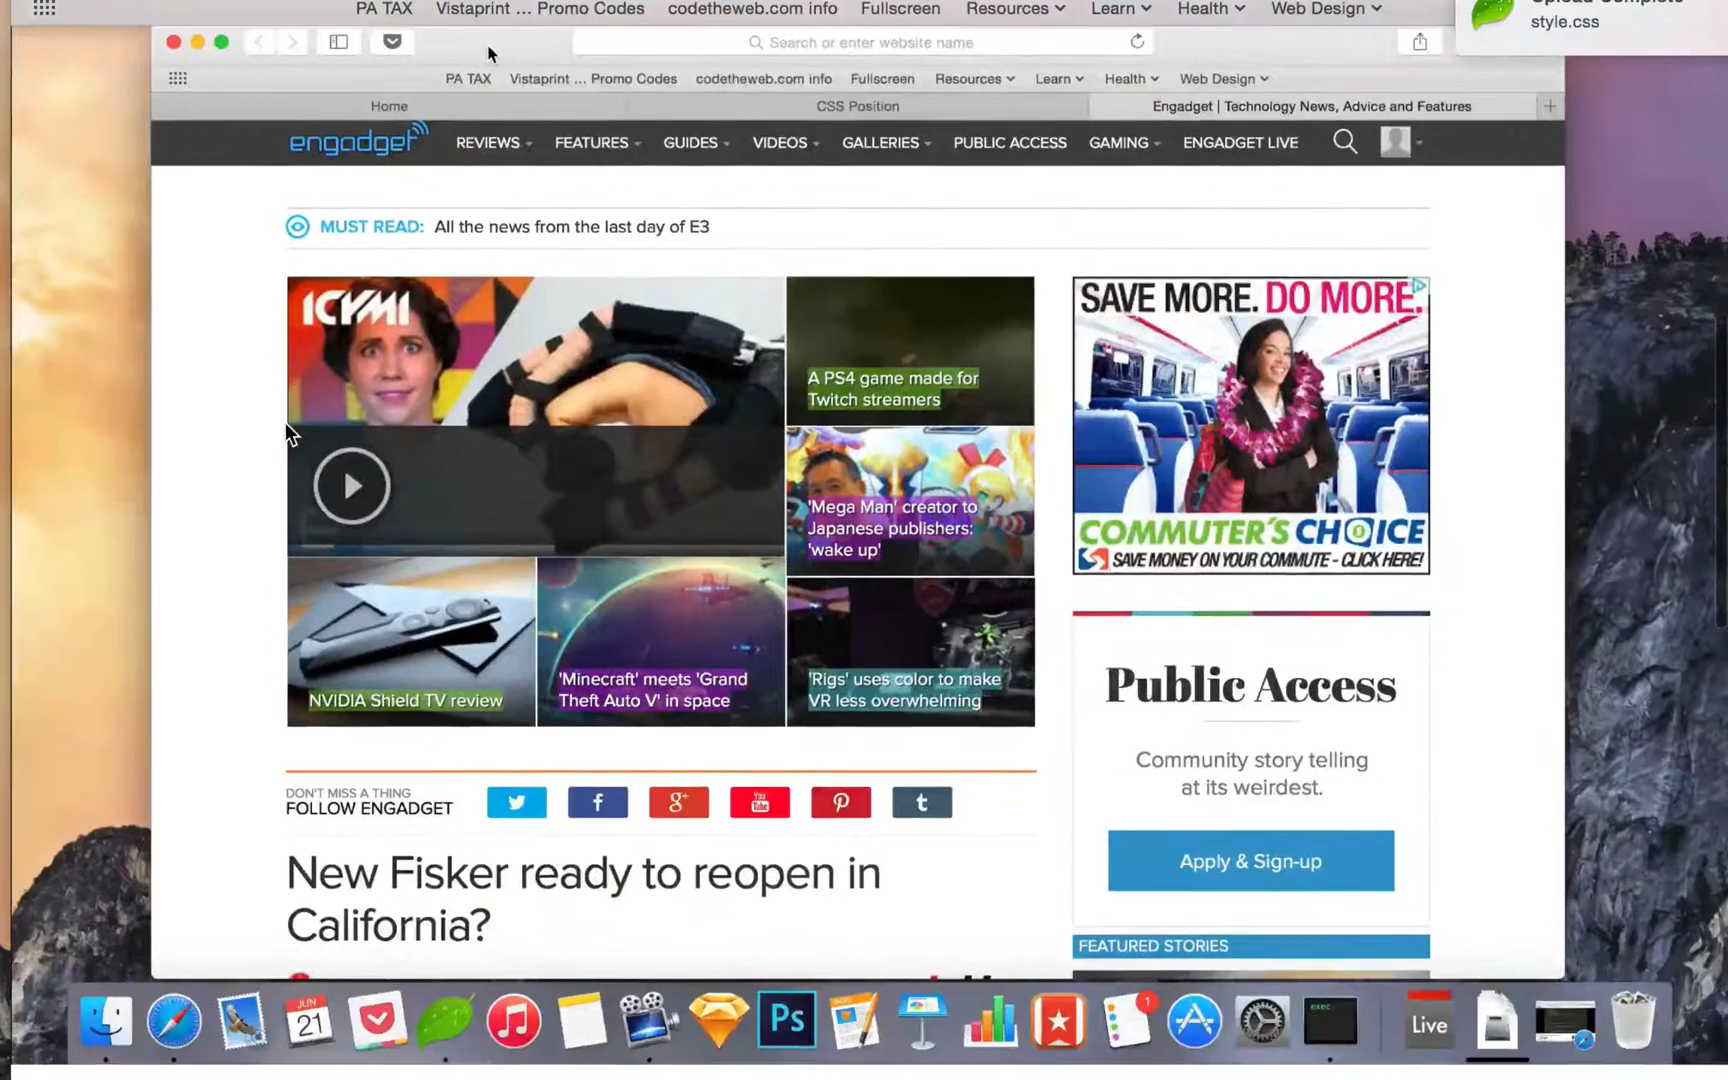 PA TAX Vistaprint ... Promo Codes codetheweb.com info Fullscreen Resources Learn Health Web Design
style.css
Search or enter website name
PA TAX Vistaprint ... Promo Codes codetheweb.com info Fullscreen Resources Learn Health Web Design
Home CSS Position Engadget | Technology News, Advice and Features
engadget REVIEWS FEATURES GUIDES VIDEOS GALLERIES PUBLIC ACCESS GAMING ENGADGET LIVE
MUST READ: All the news from the last day of E3
ICYMI
A PS4 game made for
Twitch streamers
'Mega Man' creator to
Japanese publishers:
'wake up'
NVIDIA Shield TV review
'Minecraft' meets 'Grand
Theft Auto V' in space
'Rigs' uses color to make
VR less overwhelming
SAVE MORE. DO MORE.
COMMUTER'S CHOICE
SAVE MONEY ON YOUR COMMUTE - CLICK HERE!
Public Access
Community story telling
at its weirdest.
Apply & Sign-up
FEATURED STORIES
DON'T MISS A THING
FOLLOW ENGADGET
f g+ You Tube t
New Fisker ready to reopen in
California?
JUN
21
Ps
1
exec
Live